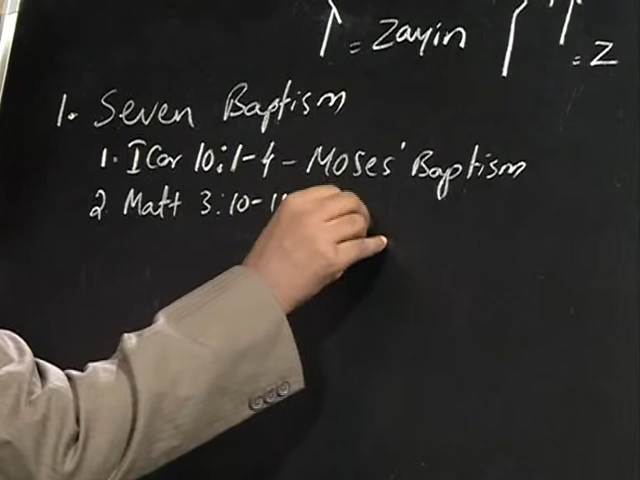 = Zayin = Z
1. Seven Baptism
1. I Cor 10:1-4 - Moses' Baptism
2. Matt 3:10-1